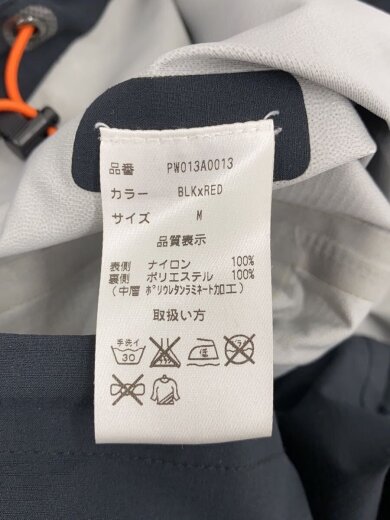 品番 PW013A0013
カラー BLKxRED
サイズ M
品質表示
表側 ナイロン 100%
裏側 ポリエステル 100%
(中層 ポリウレタンラミネート加工)
取扱い方
手洗イ
30